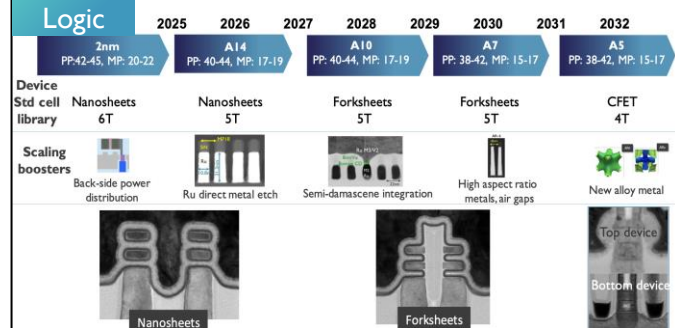 Logic
2025 2026 2027 2028 2029 2030 2031 2032
2nm
PP:42-45, MP: 20-22
A14
PP: 40-44, MP: 17-19
A10
PP: 40-44, MP: 17-19
A7
PP: 38-42, MP: 15-17
A5
PP: 38-42, MP: 15-17
Device
Std cell
library
Nanosheets
6T
Nanosheets
5T
Forksheets
5T
Forksheets
5T
CFET
4T
Scaling
boosters
Back-side power
distribution
Ru direct metal etch
Semi-damascene integration
High aspect ratio
metals, air gaps
New alloy metal
Nanosheets
Forksheets
Top device
Bottom device